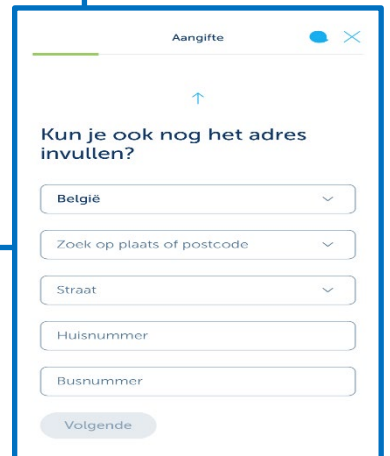 Aangifte
Kun je ook nog het adres
invullen?
België
Zoek op plaats of postcode
Straat
Huisnummer
Busnummer
Volgende